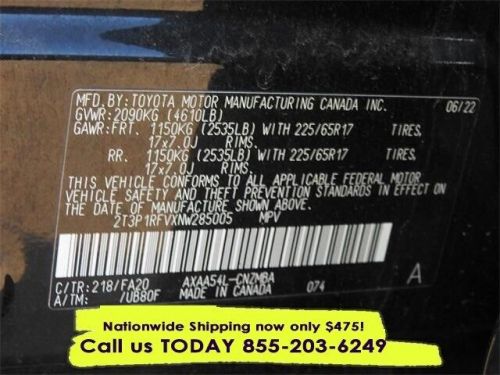 MFD. BY: TOYOTA MOTOR MANUFACTURING CANADA INC. 06/22
GVWR: 2090KG (4610LB)
GAWR: FRT. 1150KG (2535LB) WITH 225/65R17 TIRES,
17x7.0J RIMS.
RR. 1150KG (2535LB) WITH 225/65R17 TIRES,
17x7.0J RIMS.
THIS VEHICLE CONFORMS TO ALL APPLICABLE FEDERAL MOTOR
VEHICLE SAFETY AND THEFT PREVENTION STANDARDS IN EFFECT ON
THE DATE OF MANUFACTURE SHOWN ABOVE.
2T3P1RFVXNW285005 MPV
C/TR: 218/FA20 AXAA54L-CNZMBA A
A/TM: /UB80F MADE IN CANADA 074
Nationwide Shipping now only $475!
Call us TODAY 855-203-6249